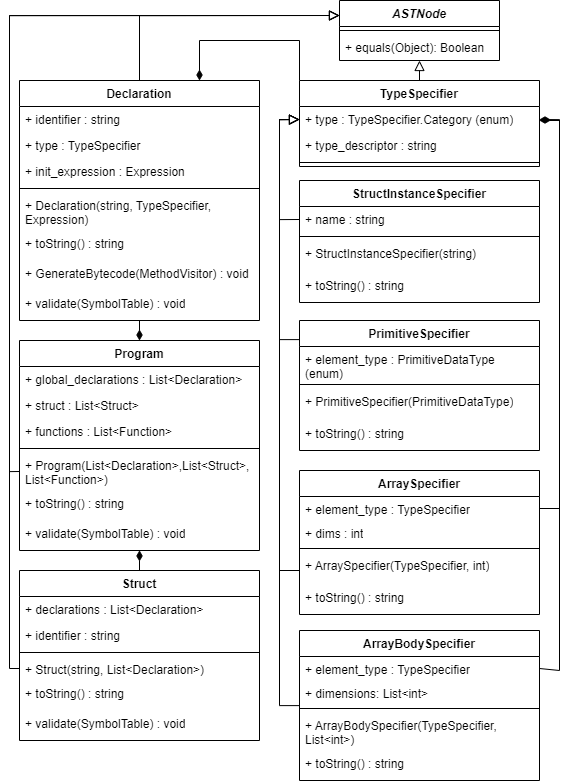 ASTNode
+ equals(Object): Boolean
Declaration
+ identifier : string
+ type : TypeSpecifier
+ init_expression : Expression
+ Declaration(string, TypeSpecifier,
Expression)
+ toString() : string
+ GenerateBytecode(MethodVisitor) : void
+ validate(SymbolTable) : void
Program
+ global_declarations : List<Declaration>
+ struct : List<Struct>
+ functions : List<Function>
+ Program(List<Declaration>,List<Struct>,
List<Function>)
+ toString() : string
+ validate(SymbolTable) : void
Struct
+ declarations : List<Declaration>
+ identifier : string
+ Struct(string, List<Declaration>)
+ toString() : string
+ validate(SymbolTable) : void
TypeSpecifier
+ type : TypeSpecifier.Category (enum)
+ type_descriptor : string
StructInstanceSpecifier
+ name : string
+ StructInstanceSpecifier(string)
+ toString() : string
PrimitiveSpecifier
+ element_type : PrimitiveDataType
(enum)
+ PrimitiveSpecifier(PrimitiveDataType)
+ toString() : string
ArraySpecifier
+ element_type : TypeSpecifier
+ dims : int
+ ArraySpecifier(TypeSpecifier, int)
+ toString() : string
ArrayBodySpecifier
+ element_type : TypeSpecifier
+ dimensions: List<int>
+ ArrayBodySpecifier(TypeSpecifier,
List<int>)
+ toString() : string